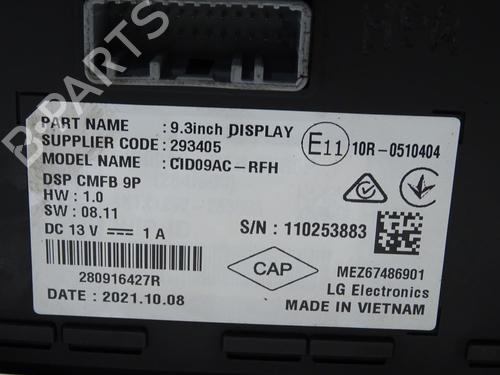 PART NAME : 9.3inch DISPLAY
SUPPLIER CODE : 293405
MODEL NAME : CID09AC-RFH
DSP CMFB 9P
HW : 1.0
SW : 08.11
DC 13 V ⎓ 1 A
E11 10R-0510404
S/N : 110253883
280916427R
DATE : 2021.10.08
CAP
MEZ67486901
LG Electronics
MADE IN VIETNAM
B-PARTS